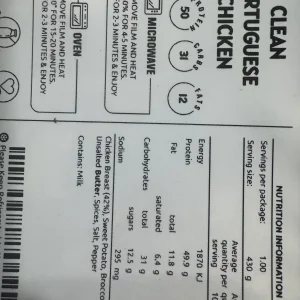 CLEAN
PORTUGUESE
CHICKEN
PROTEIN
50
CARBS
31
FATS
12
MICROWAVE
MOVE FILM AND HEAT
FOR 4-5 MINUTES.
FOR 2-3
MINUTES & ENJOY
OVEN
MOVE FILM AND HEAT
FOR 15-20 MINUTES.
FOR 2-3
MINUTES & ENJOY
NUTRITION INFORMATION
Servings per package: 1.00
Serving size: 430 g
Average
quantity per
serving
Energy 1870 KJ
Protein 49.9 g
Fat total 11.8 g
saturated 6.4 g
Carbohydrates total 31 g
sugars 12.5 g
Sodium 295 mg
Chicken Breast (42%), Sweet Potato, Brocco
Unsalted Butter, Spices, Salt, Pepper
Contains: Milk
Please Keep